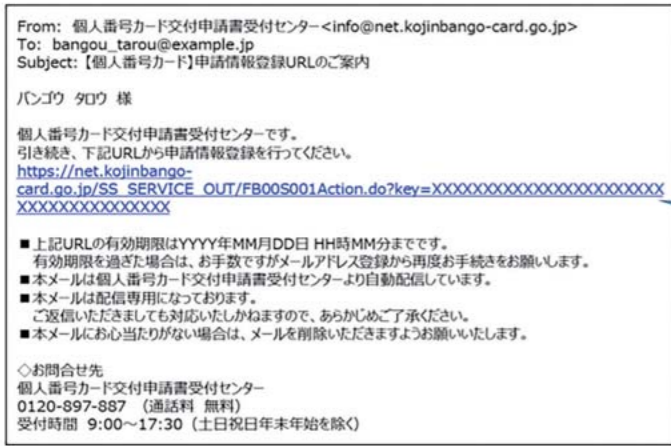 From: 個人番号カード交付申請書受付センター<info@net.kojinbango-card.go.jp>
To: bangou_tarou@example.jp
Subject:【個人番号カード】申請情報登録URLのご案内
バンゴウ タロウ 様
個人番号カード交付申請書受付センターです。
引き続き、下記URLから申請情報登録を行ってください。
https://net.kojinbango-
card.go.jp/SS_SERVICE_OUT/FB00S001Action.do?key=XXXXXXXXXXXXXXXXXXXXXXXX
XXXXXXXXXXXXXXXX
■上記URLの有効期限はYYYY年MM月DD日 HH時MM分までです。
有効期限を過ぎた場合は、お手数ですがメールアドレス登録から再度お手続きをお願いします。
■本メールは個人番号カード交付申請書受付センターより自動配信しています。
■本メールは配信専用になっております。
ご返信いただきましても対応いたしかねますので、あらかじめご了承ください。
■本メールにお心当たりがない場合は、メールを削除いただきますようお願いいたします。
◇お問合せ先
個人番号カード交付申請書受付センター
0120-897-887 （通話料 無料）
受付時間 9:00～17:30（土日祝日年末年始を除く）